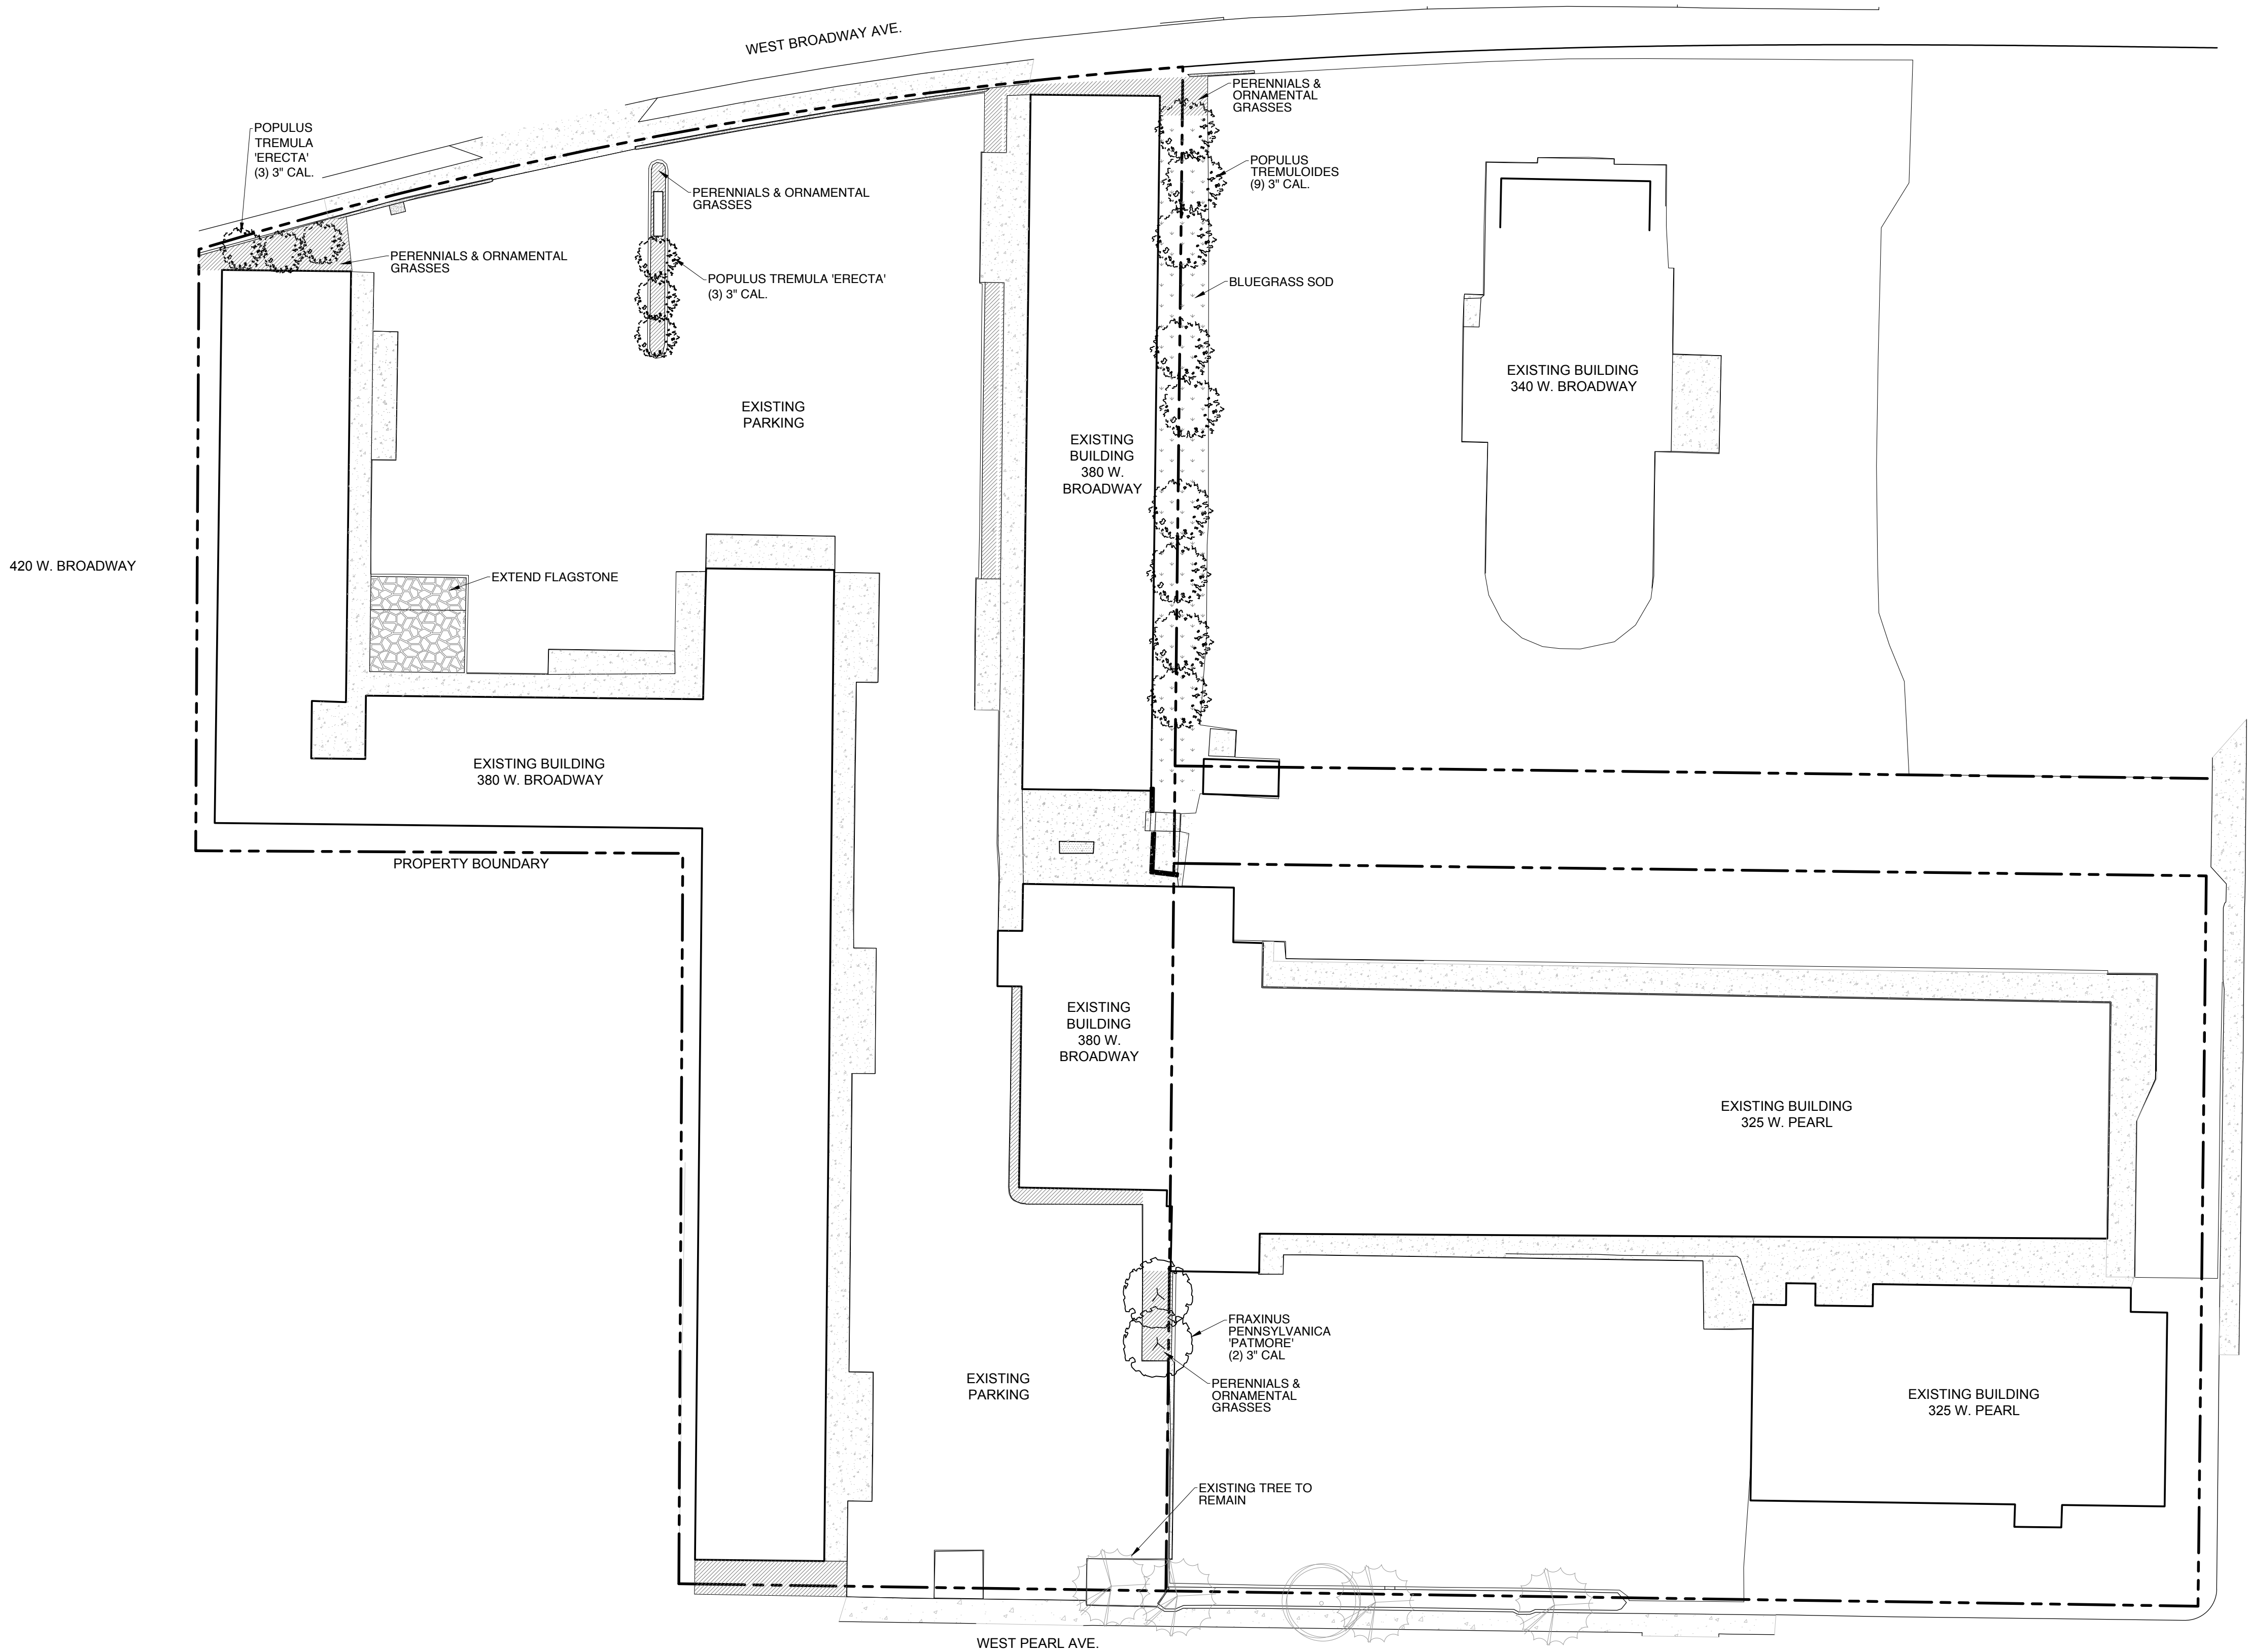 WEST BROADWAY AVE.
PERENNIALS &
ORNAMENTAL
GRASSES
POPULUS
TREMULA
'ERECTA'
(3) 3" CAL.
POPULUS
TREMULOIDES
(9) 3" CAL.
PERENNIALS & ORNAMENTAL
GRASSES
PERENNIALS & ORNAMENTAL
GRASSES
POPULUS TREMULA 'ERECTA'
(3) 3" CAL.
BLUEGRASS SOD
EXISTING BUILDING
340 W. BROADWAY
EXISTING
PARKING
EXISTING
BUILDING
380 W.
BROADWAY
420 W. BROADWAY
EXTEND FLAGSTONE
EXISTING BUILDING
380 W. BROADWAY
PROPERTY BOUNDARY
EXISTING
BUILDING
380 W.
BROADWAY
EXISTING BUILDING
325 W. PEARL
FRAXINUS
PENNSYLVANICA
'PATMORE'
(2) 3" CAL
EXISTING
PARKING
PERENNIALS &
ORNAMENTAL
GRASSES
EXISTING BUILDING
325 W. PEARL
EXISTING TREE TO
REMAIN
WEST PEARL AVE.